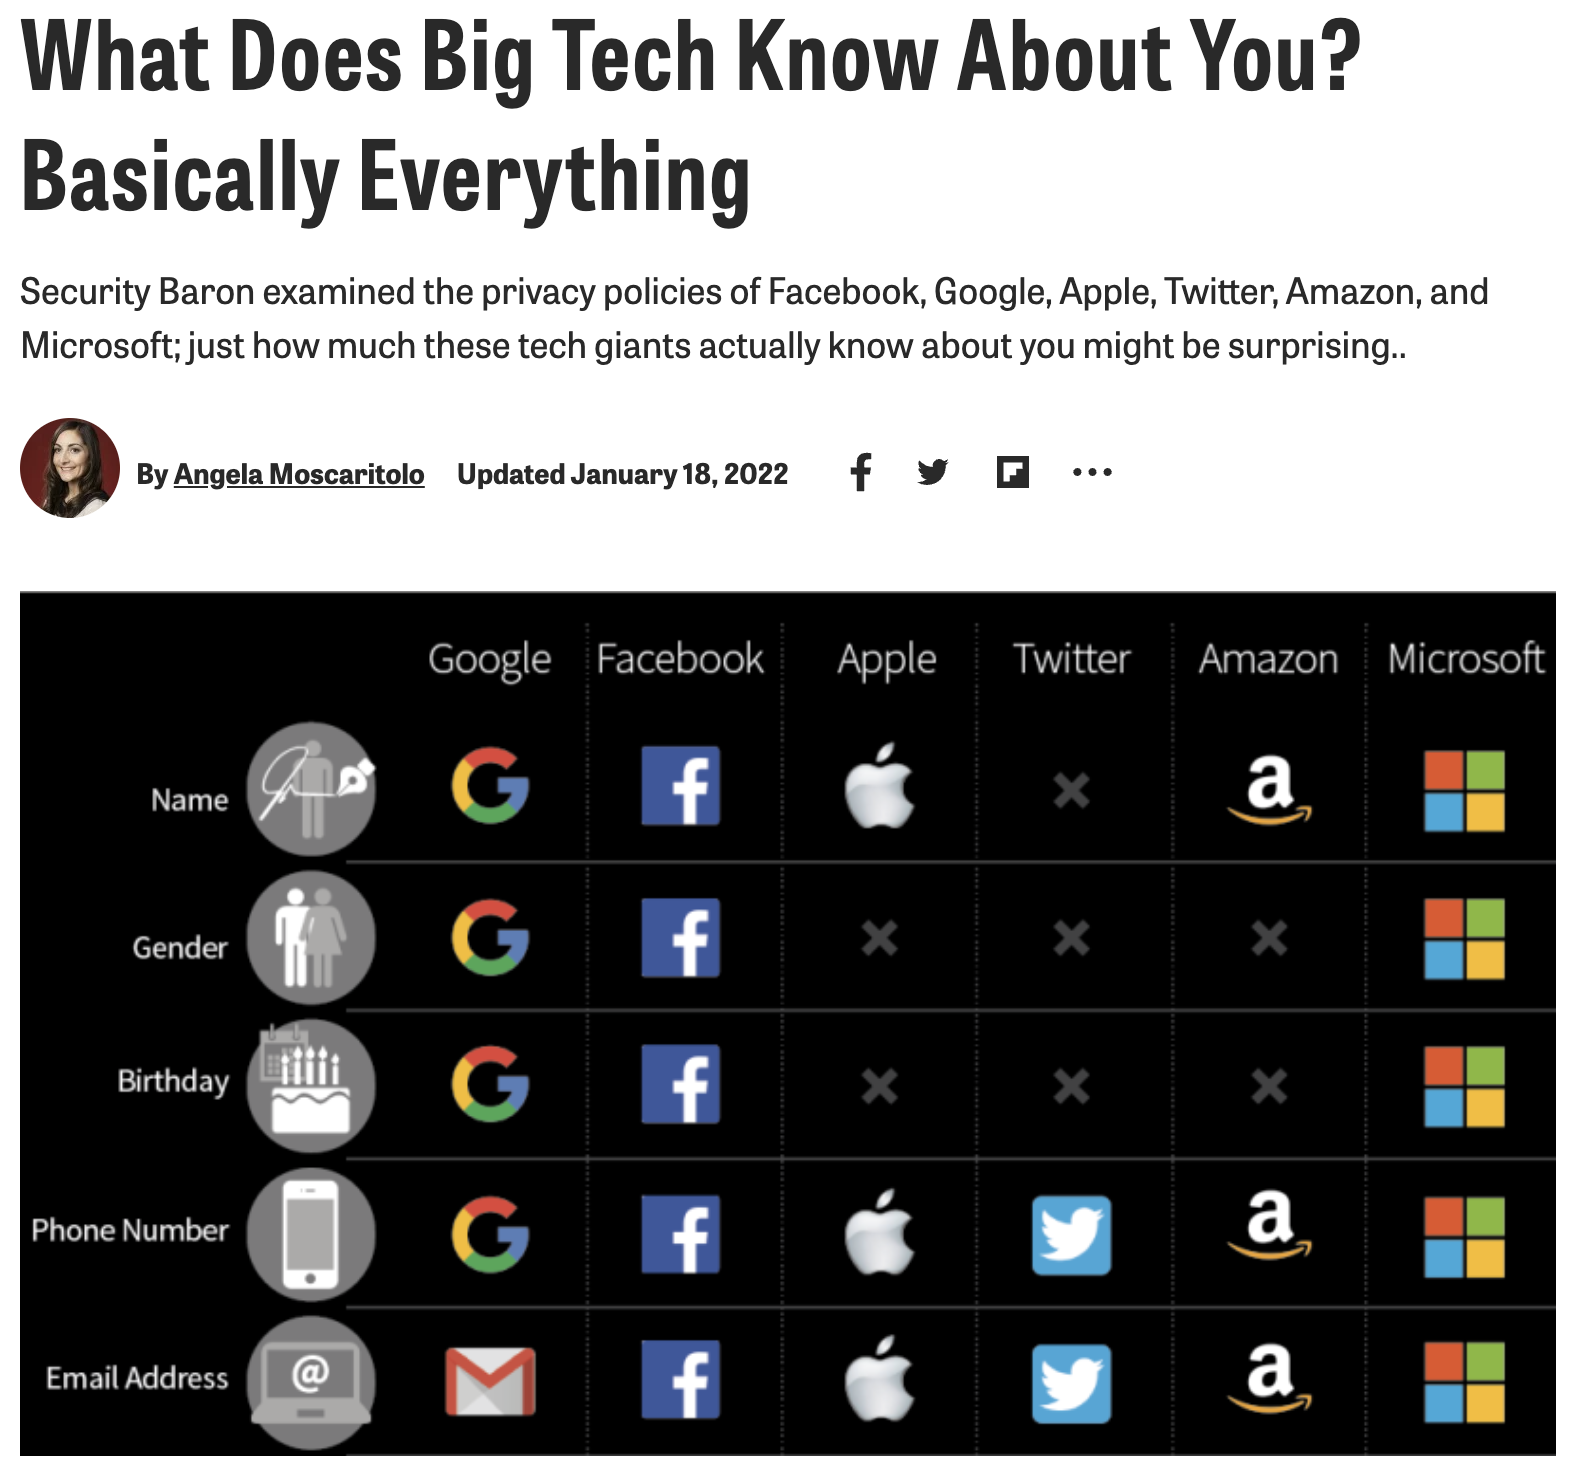 What Does Big Tech Know About You?
Basically Everything
Security Baron examined the privacy policies of Facebook, Google, Apple, Twitter, Amazon, and
Microsoft; just how much these tech giants actually know about you might be surprising..
By Angela Moscaritolo Updated January 18, 2022
Google Facebook Apple Twitter Amazon Microsoft
Name
Gender
Birthday
Phone Number
Email Address